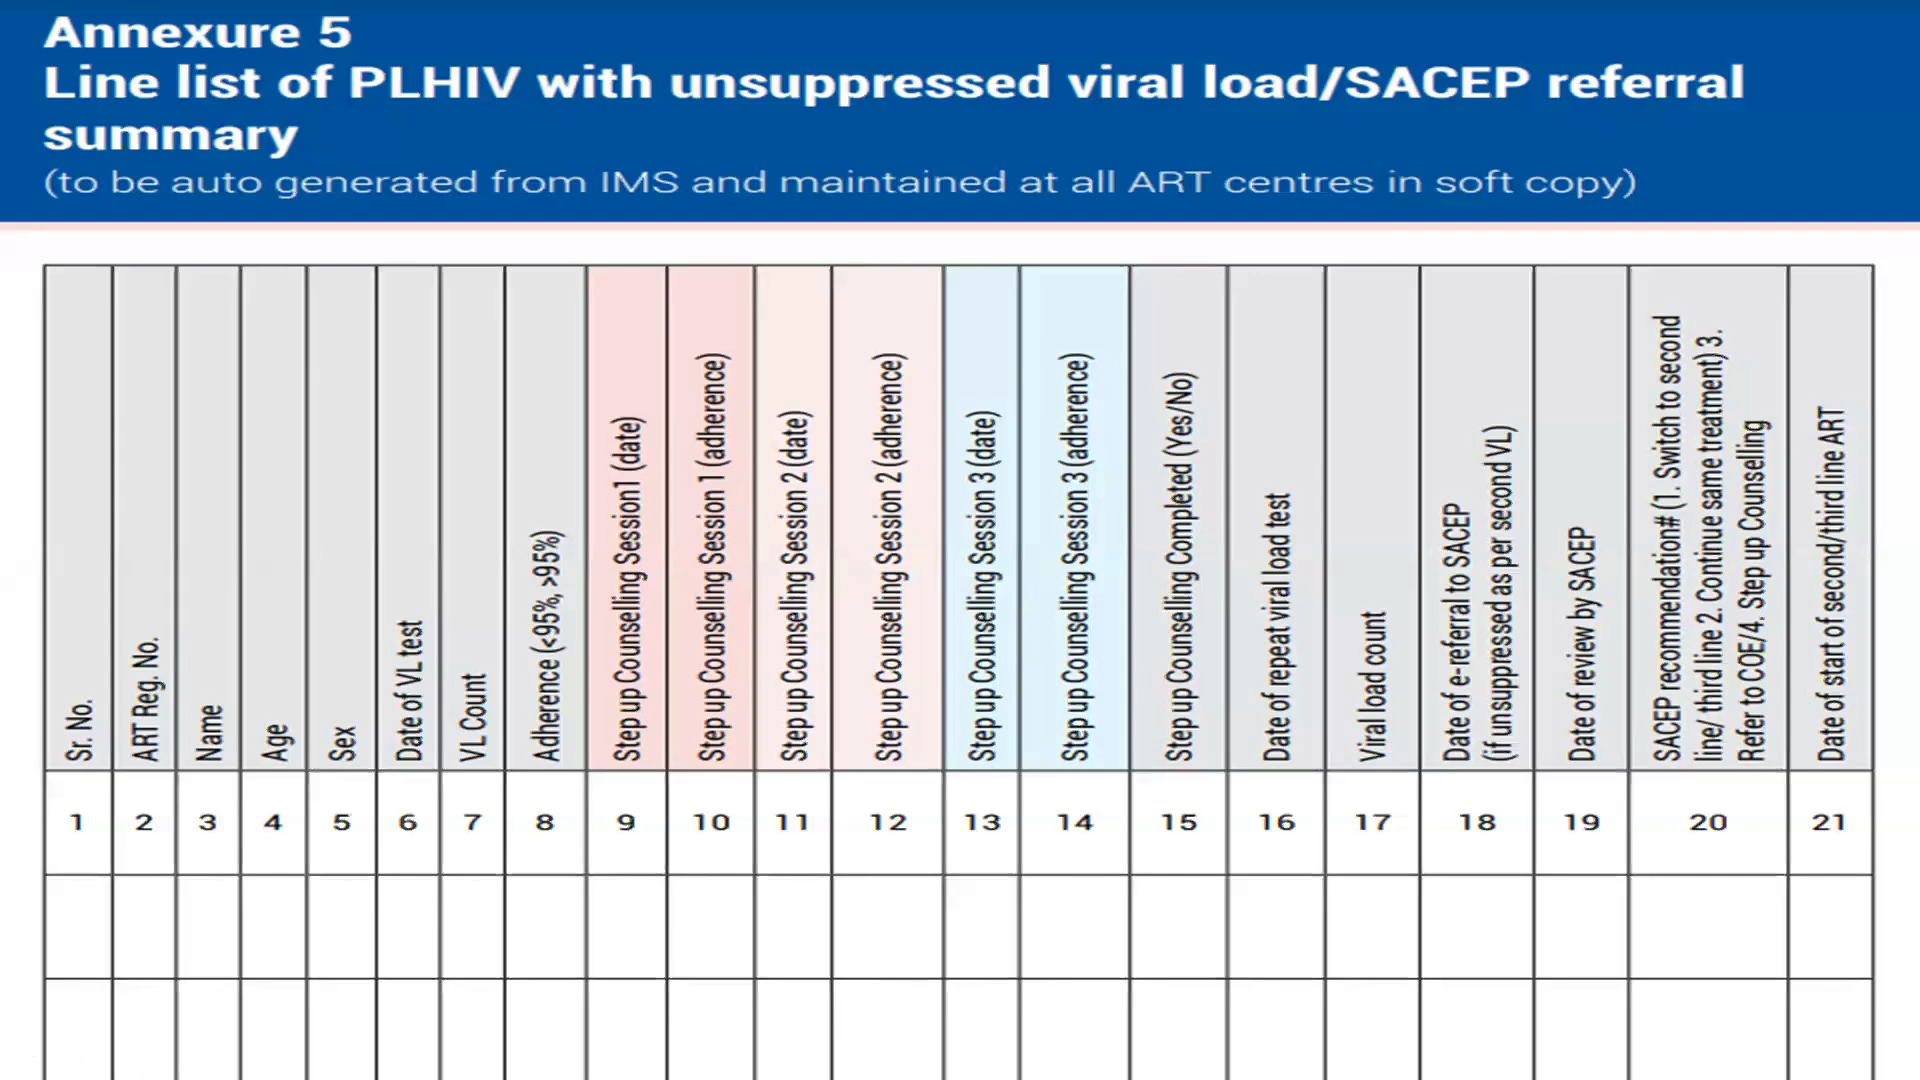 Annexure 5
Line list of PLHIV with unsuppressed viral load/SACEP referral
summary
(to be auto generated from IMS and maintained at all ART centres in soft copy)
Sr. No.
ART Reg. No.
Name
Age
Sex
Date of VL test
VL Count
Adherence (<95%, >95%)
Step up Counselling Session1 (date)
Step up Counselling Session 1 (adherence)
Step up Counselling Session 2 (date)
Step up Counselling Session 2 (adherence)
Step up Counselling Session 3 (date)
Step up Counselling Session 3 (adherence)
Step up Counselling Completed (Yes/No)
Date of repeat viral load test
Viral load count
Date of e-referral to SACEP
(if unsuppressed as per second VL)
Date of review by SACEP
SACEP recommendation# (1. Switch to second
line/ third line 2. Continue same treatment) 3.
Refer to COE/4. Step up Counselling
Date of start of second/third line ART
1 2 3 4 5 6 7 8 9 10 11 12 13 14 15 16 17 18 19 20 21